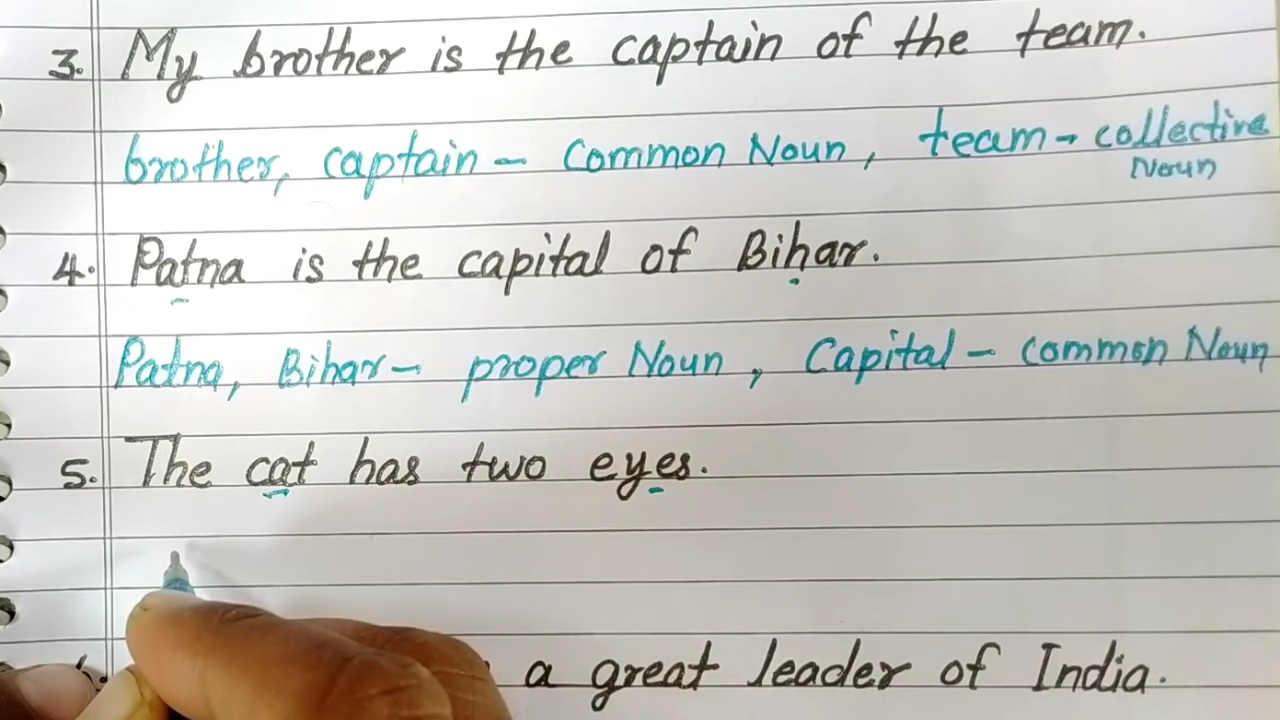 3. My brother is the captain of the team.
brother, captain - Common Noun, team - collective
Noun
4. Patna is the capital of Bihar.
Patna, Bihar - proper Noun, Capital - common Noun
5. The cat has two eyes.
a great leader of India.